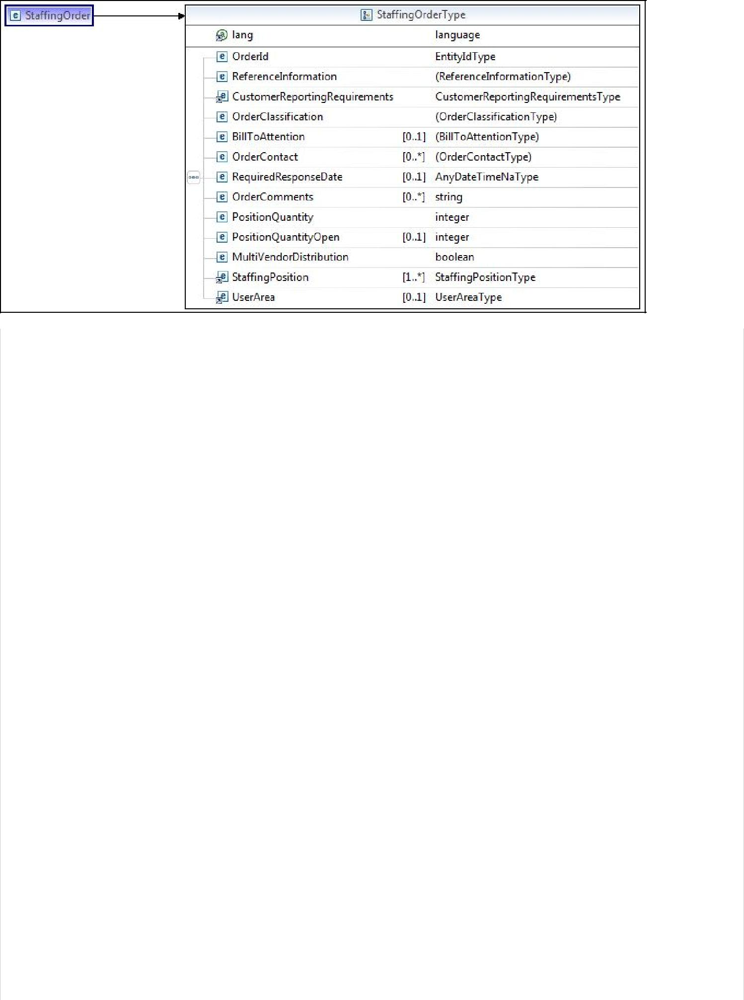 StaffingOrder
StaffingOrderType
lang language
OrderId EntityIdType
ReferenceInformation (ReferenceInformationType)
CustomerReportingRequirements CustomerReportingRequirementsType
OrderClassification (OrderClassificationType)
BillToAttention [0..1] (BillToAttentionType)
OrderContact [0..*] (OrderContactType)
RequiredResponseDate [0..1] AnyDateTimeNaType
OrderComments [0..*] string
PositionQuantity integer
PositionQuantityOpen [0..1] integer
MultiVendorDistribution boolean
StaffingPosition [1..*] StaffingPositionType
UserArea [0..1] UserAreaType